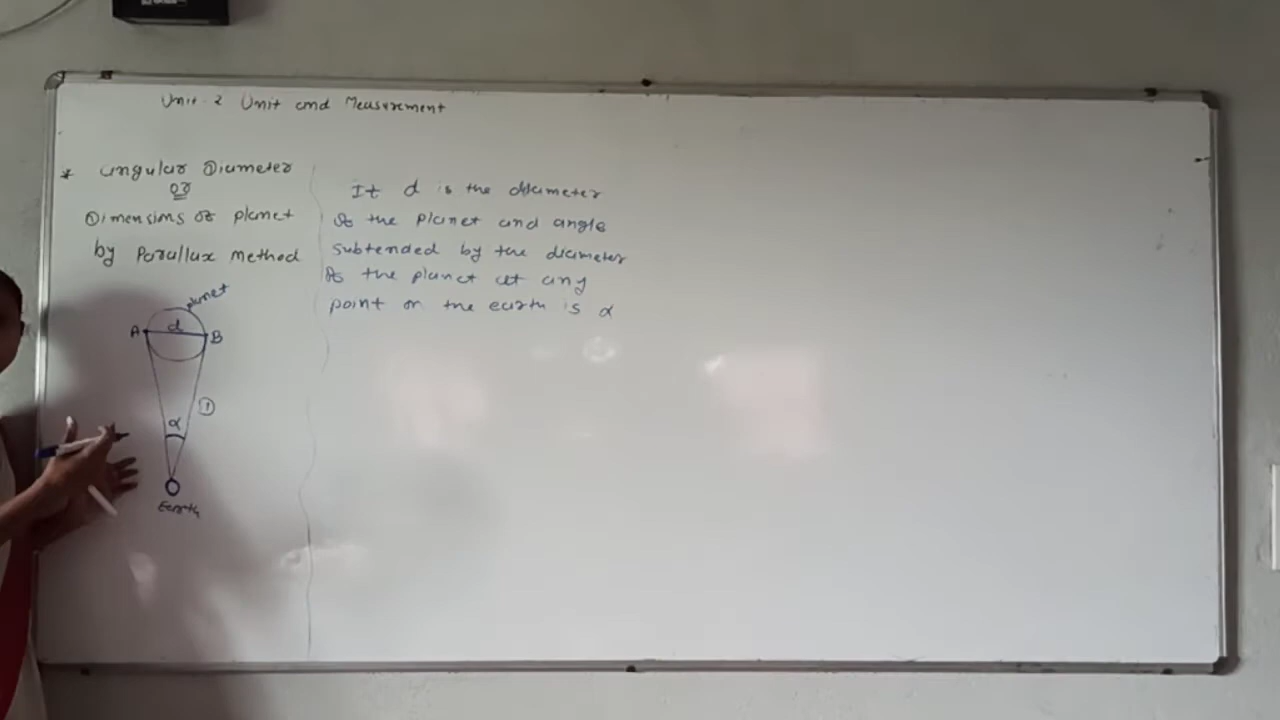 Unit-2 Unit and Measurement
* angular Diameter
or
Dimensions of planet
by Parallax method
planet
A d B
①
α
Earth
If d is the diameter
of the planet and angle
subtended by the diameter
of the planet at any
point on the earth is α